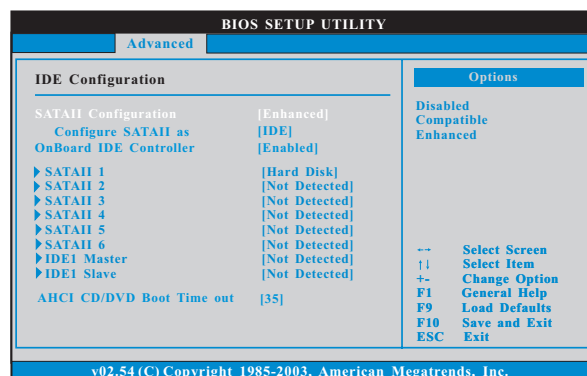 BIOS SETUP UTILITY
Advanced
IDE Configuration
SATAII Configuration [Enhanced]
Configure SATAII as [IDE]
OnBoard IDE Controller [Enabled]
SATAII 1 [Hard Disk]
SATAII 2 [Not Detected]
SATAII 3 [Not Detected]
SATAII 4 [Not Detected]
SATAII 5 [Not Detected]
SATAII 6 [Not Detected]
IDE1 Master [Not Detected]
IDE1 Slave [Not Detected]
AHCI CD/DVD Boot Time out [35]
Options
Disabled
Compatible
Enhanced
←→ Select Screen
↑↓ Select Item
+- Change Option
F1 General Help
F9 Load Defaults
F10 Save and Exit
ESC Exit
v02.54 (C) Copyright 1985-2003, American Megatrends, Inc.